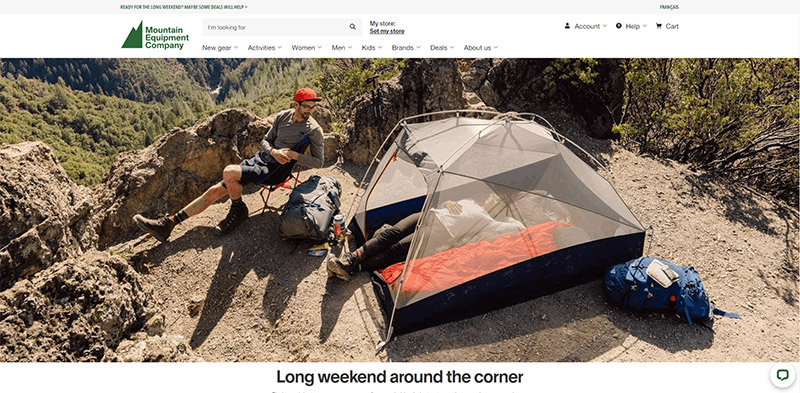 READY FOR THE LONG WEEKEND? MAYBE SOME DEALS WILL HELP >
FRANÇAIS
Mountain
Equipment
Company
I'm looking for
My store:
Set my store
Account
Help
Cart
New gear
Activities
Women
Men
Kids
Brands
Deals
About us
Long weekend around the corner